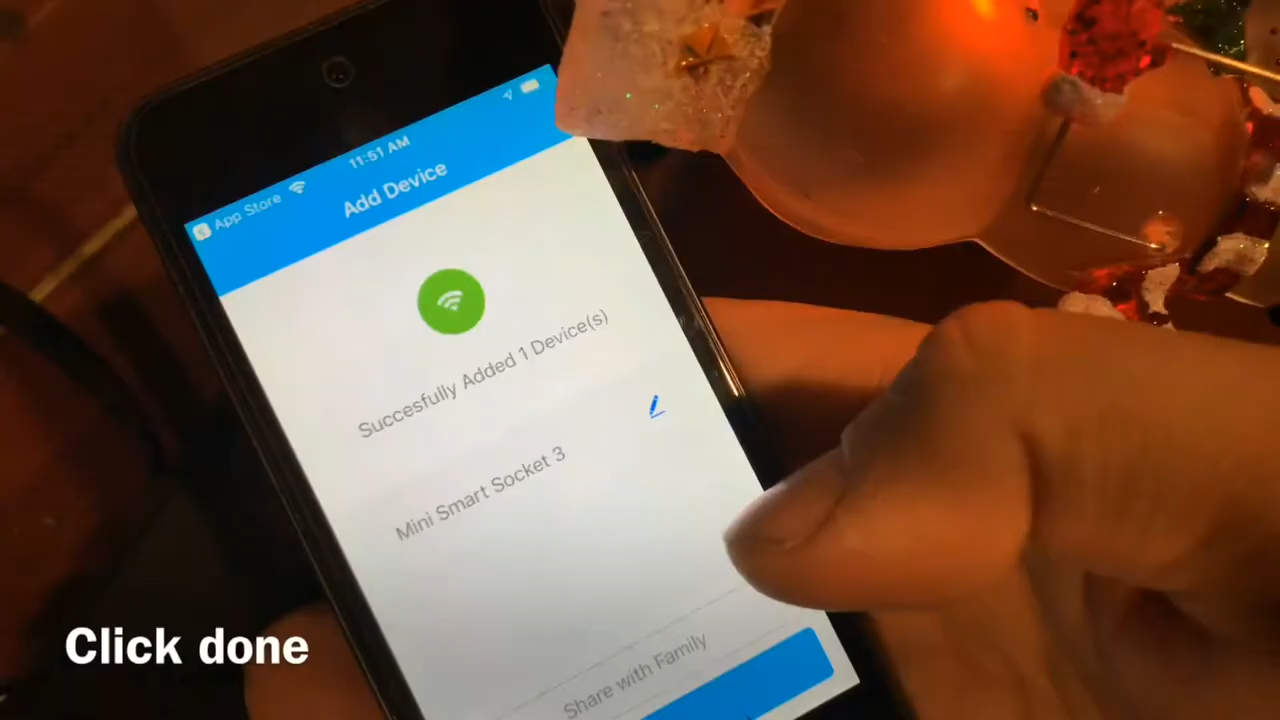 11:51 AM
App Store
Add Device
Succesfully Added 1 Device(s)
Mini Smart Socket 3
Share with Family
Click done